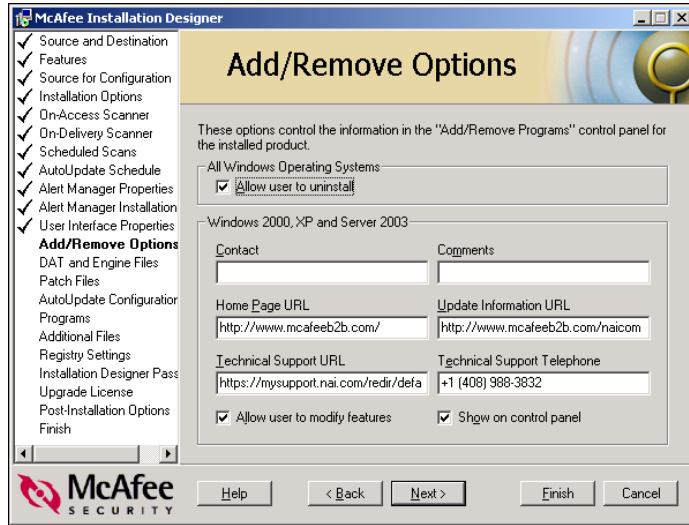 McAfee Installation Designer
Source and Destination
Features
Source for Configuration
Installation Options
On-Access Scanner
On-Delivery Scanner
Scheduled Scans
AutoUpdate Schedule
Alert Manager Properties
Alert Manager Installation
User Interface Properties
Add/Remove Options
DAT and Engine Files
Patch Files
AutoUpdate Configuration
Programs
Additional Files
Registry Settings
Installation Designer Pass
Upgrade License
Post-Installation Options
Finish
Add/Remove Options
These options control the information in the "Add/Remove Programs" control panel for
the installed product.
All Windows Operating Systems
Allow user to uninstall
Windows 2000, XP and Server 2003
Contact Comments
Home Page URL Update Information URL
http://www.mcafeeb2b.com/ http://www.mcafeeb2b.com/naicom
Technical Support URL Technical Support Telephone
https://mysupport.nai.com/redir/defa +1 (408) 988-3832
Allow user to modify features Show on control panel
McAfee
SECURITY
Help < Back Next > Finish Cancel